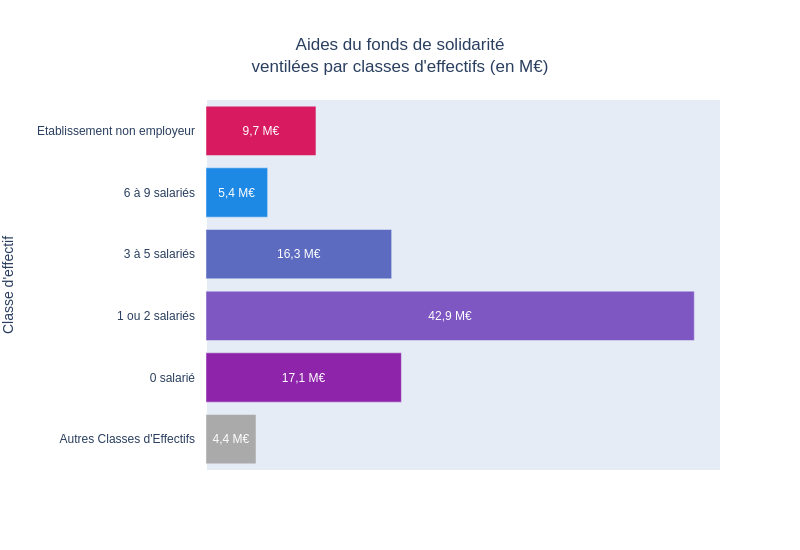 Aides du fonds de solidarité
ventilées par classes d'effectifs (en M€)
Classe d'effectif
Etablissement non employeur
9,7 M€
6 à 9 salariés
5,4 M€
3 à 5 salariés
16,3 M€
1 ou 2 salariés
42,9 M€
0 salarié
17,1 M€
Autres Classes d'Effectifs
4,4 M€